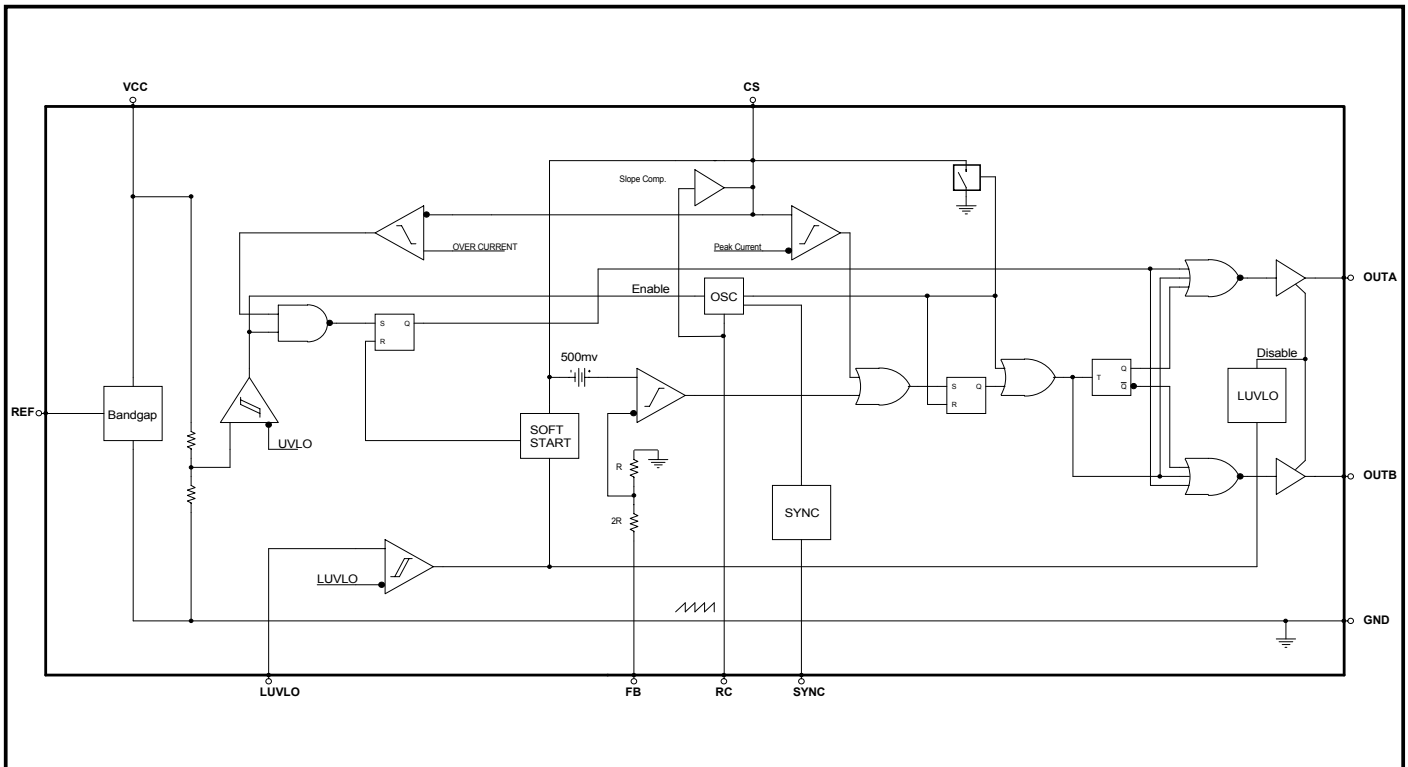 VCC
CS
Slope Comp.
OVER CURRENT
Peak Current
Enable
OSC
OUTA
S Q
R
500mv
- +
Disable
LUVLO
T Q
Q
S Q
R
REF
Bandgap
UVLO
SOFT
START
R
2R
SYNC
OUTB
LUVLO
GND
LUVLO
FB
RC
SYNC